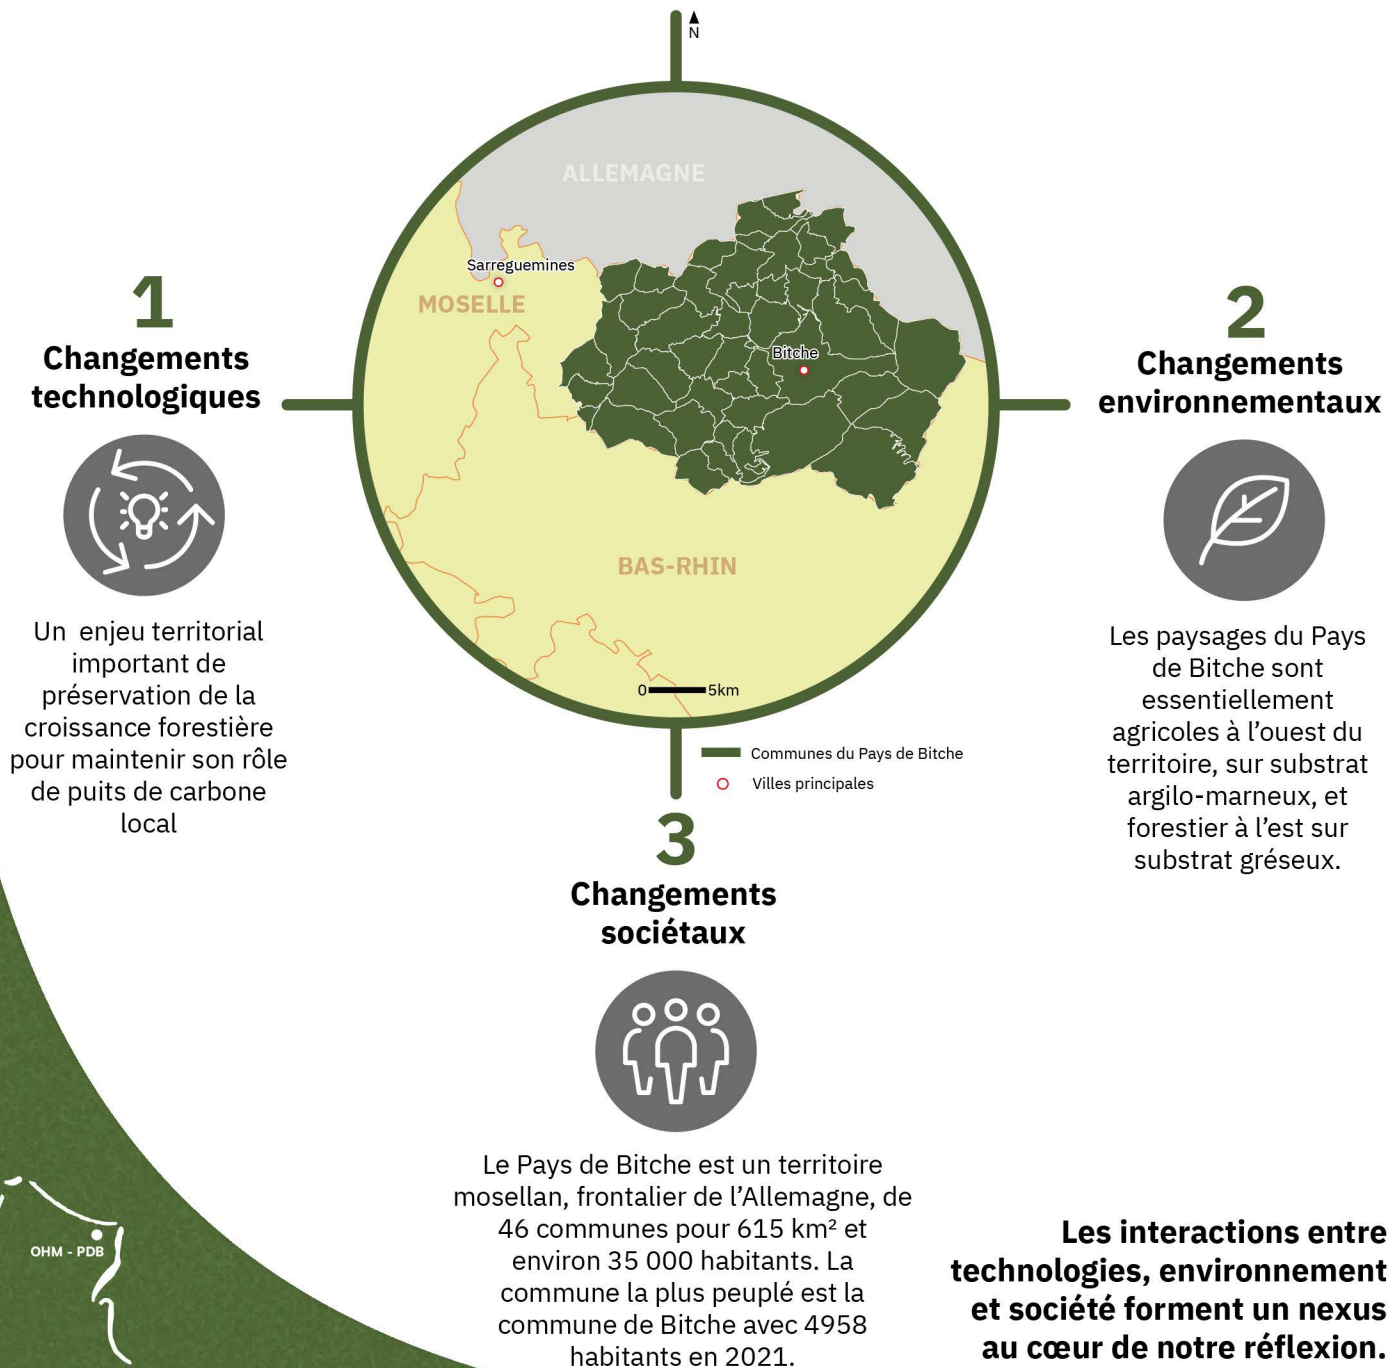 N
ALLEMAGNE
Sarreguemines
MOSELLE
Bitche
BAS-RHIN
0 5km
Communes du Pays de Bitche
Villes principales
1
Changements
technologiques
Un enjeu territorial
important de
préservation de la
croissance forestière
pour maintenir son rôle
de puits de carbone
local
2
Changements
environnementaux
Les paysages du Pays
de Bitche sont
essentiellement
agricoles à l’ouest du
territoire, sur substrat
argilo-marneux, et
forestier à l’est sur
substrat gréseux.
3
Changements
sociétaux
Le Pays de Bitche est un territoire
mosellan, frontalier de l’Allemagne, de
46 communes pour 615 km² et
environ 35 000 habitants. La
commune la plus peuplé est la
commune de Bitche avec 4958
habitants en 2021.
OHM - PDB
Les interactions entre
technologies, environnement
et société forment un nexus
au cœur de notre réflexion.